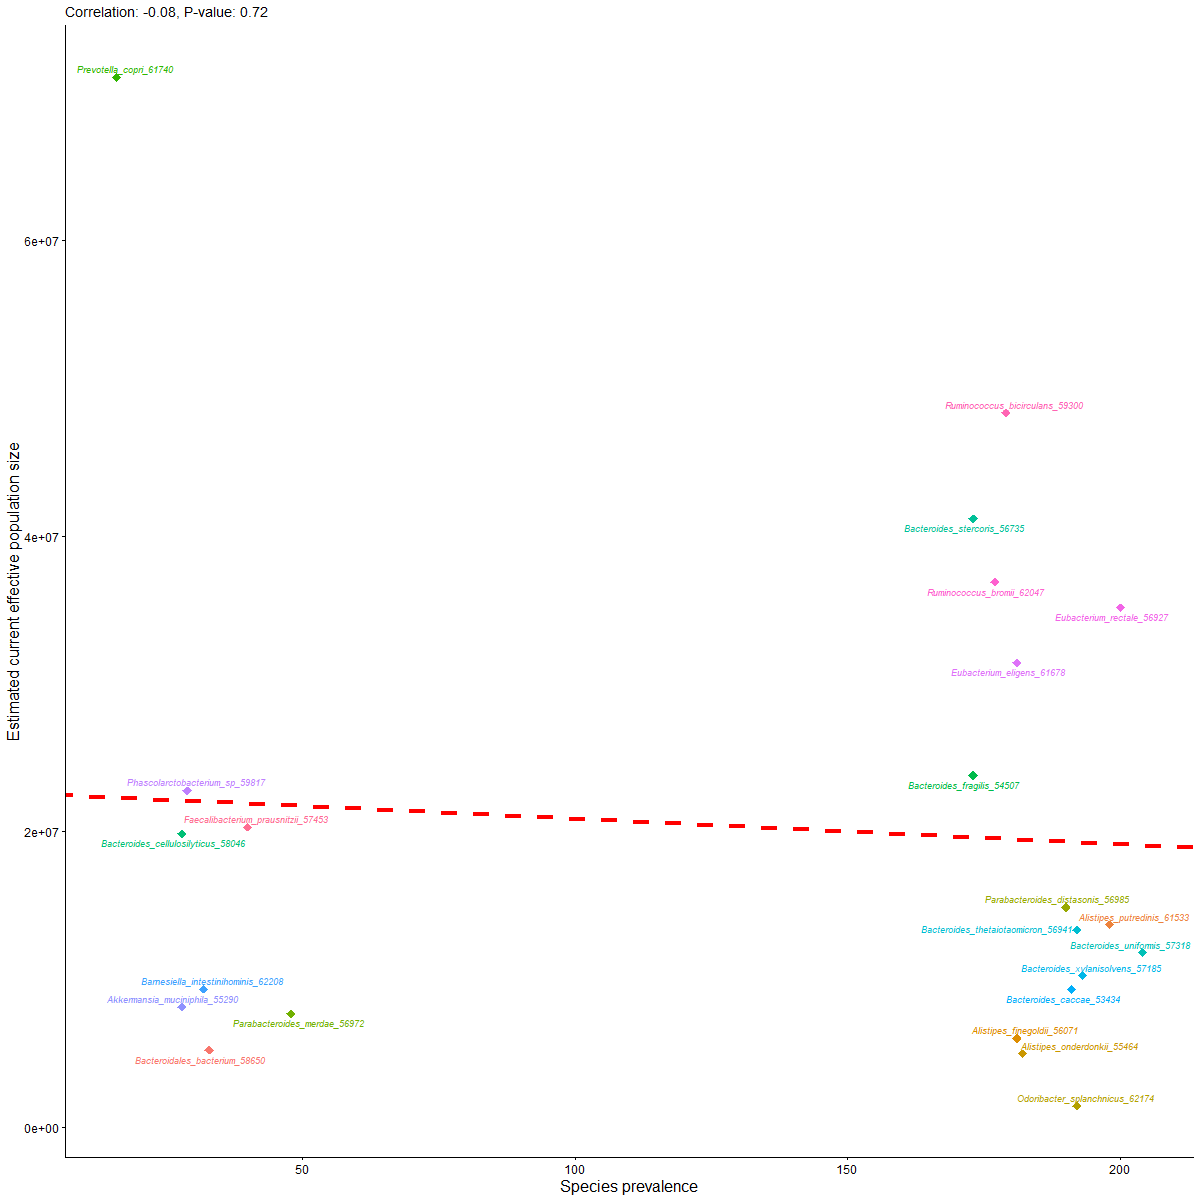 Correlation: -0.08, P-value: 0.72
Prevotella_copri_61740
6e+07
Ruminococcus_bicirculans_59300
Bacteroides_stercoris_56735
4e+07
Ruminococcus_bromii_62047
Eubacterium_rectale_56927
Eubacterium_eligens_61678
Estimated current effective population size
Phascolarctobacterium_sp_59817
Bacteroides_fragilis_54507
Faecalibacterium_prausnitzii_57453
2e+07
Bacteroides_cellulosilyticus_58046
Parabacteroides_distasonis_56985
Alistipes_putredinis_61533
Bacteroides_thetaiotaomicron_56941
Bacteroides_uniformis_57318
Bacteroides_xylanisolvens_57185
Barnesiella_intestinihominis_62208
Akkermansia_muciniphila_55290
Bacteroides_caccae_53434
Parabacteroides_merdae_56972
Alistipes_finegoldii_56071
Alistipes_onderdonkii_55464
Bacteroidales_bacterium_58650
Odoribacter_splanchnicus_62174
0e+00
50
100
150
200
Species prevalence